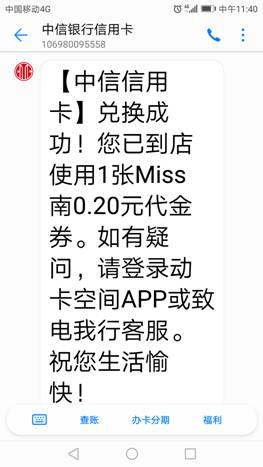 中国移动4G
中午11:40
中信银行信用卡
106980095558
【中信信用
卡】兑换成
功！您已到店
使用1张Miss
南0.20元代金
券。如有疑
问，请登录动
卡空间APP或致
电我行客服。
祝您生活愉
快！
查账
办卡分期
福利